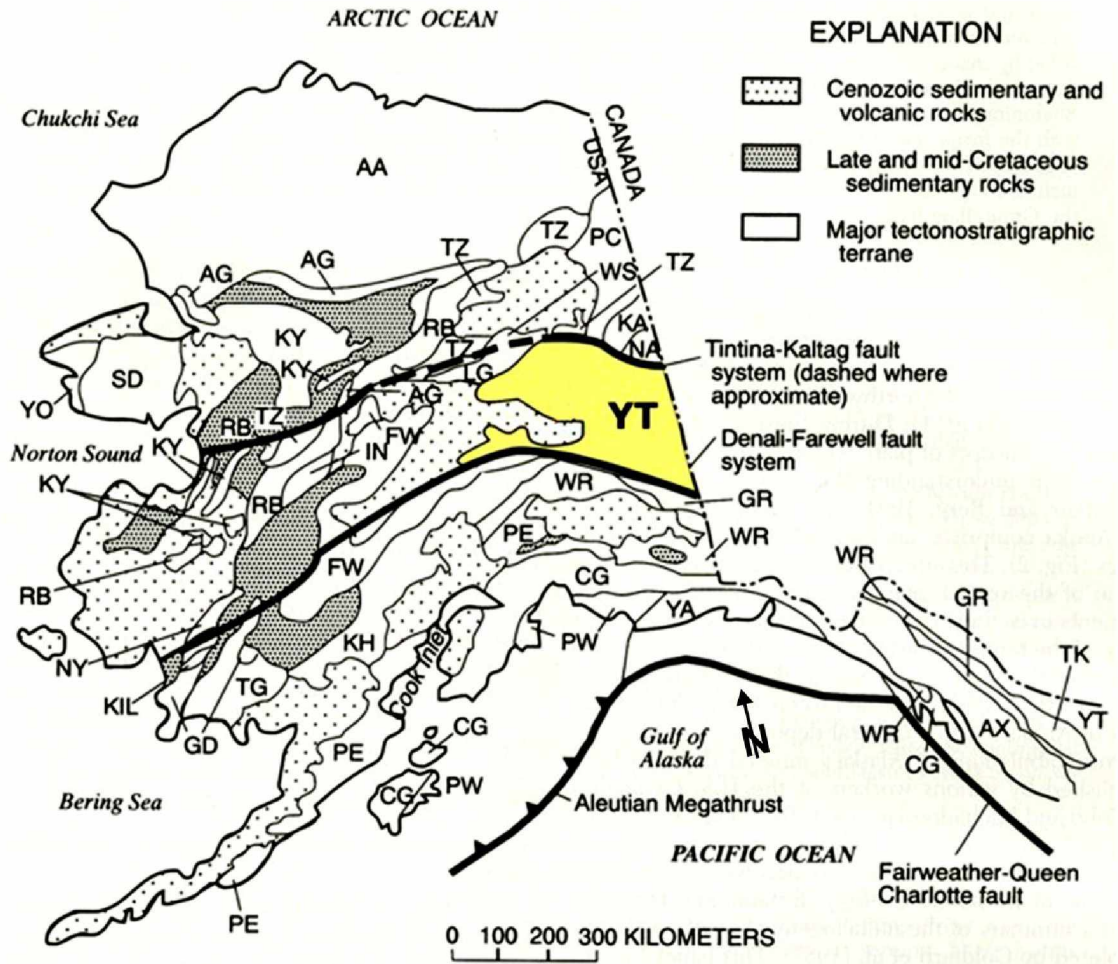 ARCTIC OCEAN
EXPLANATION
Cenozoic sedimentary and
volcanic rocks
Late and mid-Cretaceous
sedimentary rocks
Major tectonostratigraphic
terrane
Chukchi Sea
CANADA
USA
AA
TZ
PC
TZ
WS
TZ
AG
AG
RB
KA
KY
TZ
NA
Tintina-Kaltag fault
system (dashed where
approximate)
SD
KY
LG
YO
AG
RB
TZ
FW
YT
Denali-Farewell fault
system
KY
Norton Sound
IN
KY
RB
WR
GR
PE
WR
FW
CG
WR
RB
YA
GR
KH
PW
NY
TG
Cook Inlet
TK
KIL
CG
YT
GD
PE
N
Gulf of
Alaska
WR
AX
CG
Bering Sea
CG
PW
Aleutian Megathrust
PACIFIC OCEAN
Fairweather-Queen
Charlotte fault
PE
0 100 200 300 KILOMETERS